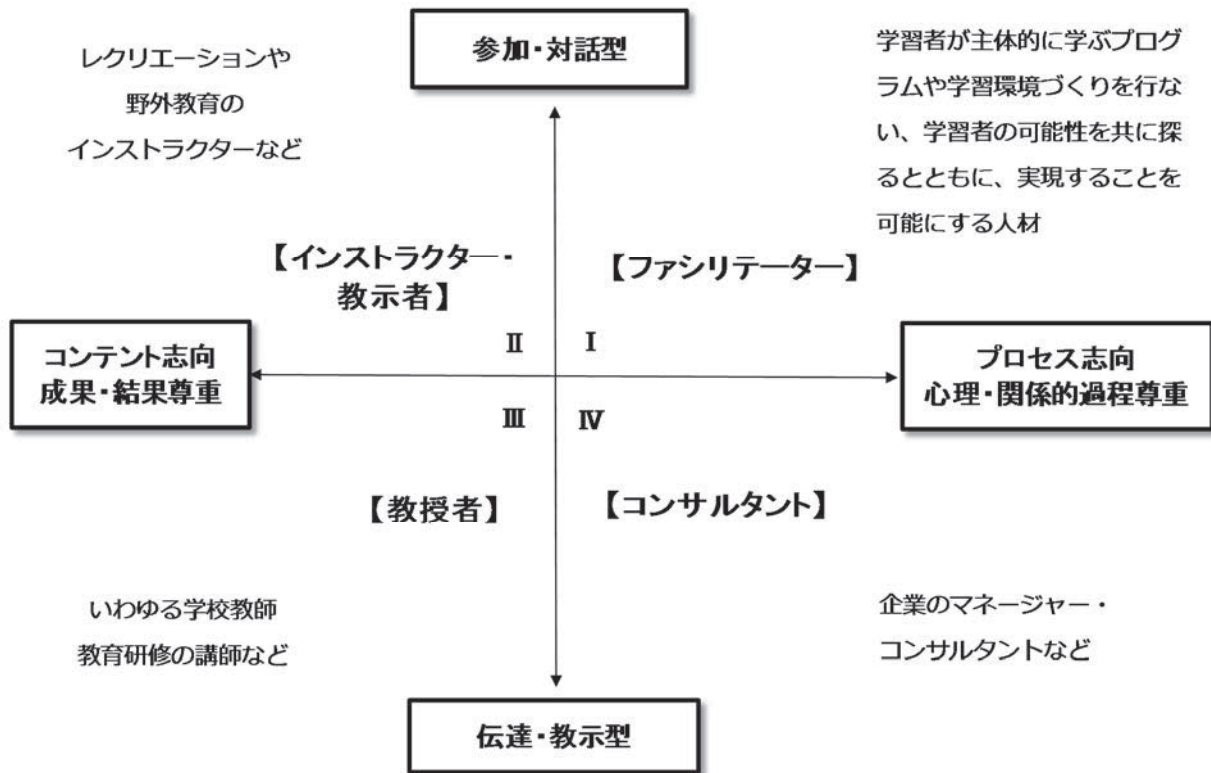 参加・対話型
レクリエーションや
野外教育の
インストラクターなど
学習者が主体的に学ぶプログ
ラムや学習環境づくりを行な
い、学習者の可能性を共に探
るとともに、実現することを
可能にする人材
【インストラクター・
教示者】
【ファシリテーター】
Ⅱ Ⅰ
コンテント志向
成果・結果尊重
プロセス志向
心理・関係的過程尊重
Ⅲ Ⅳ
【教授者】
【コンサルタント】
いわゆる学校教師
教育研修の講師など
企業のマネージャー・
コンサルタントなど
伝達・教示型